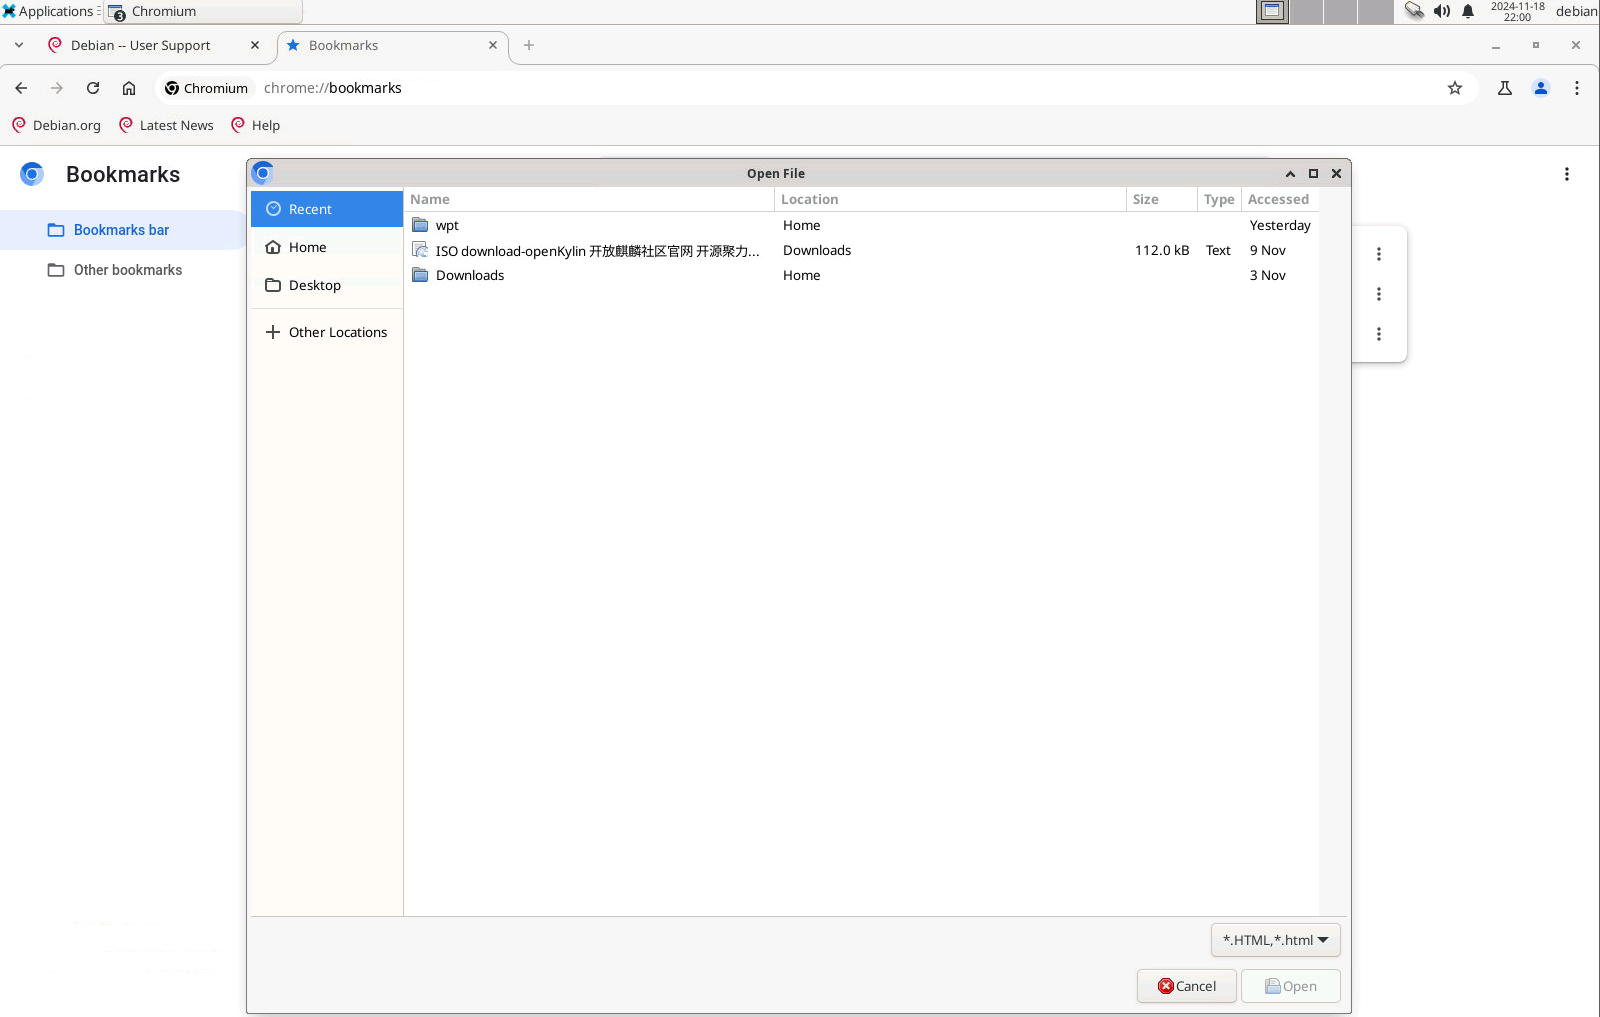 Applications
Chromium
3
2024-11-18
22:00
debian
Debian -- User Support
Bookmarks
Chromium
chrome://bookmarks
Debian.org
Latest News
Help
Bookmarks
Bookmarks bar
Other bookmarks
Open File
Recent
Home
Desktop
Other Locations
Name Location Size Type Accessed
wpt Home Yesterday
ISO download-openKylin 开放麒麟社区官网 开源聚力... Downloads 112.0 kB Text 9 Nov
Downloads Home 3 Nov
*.HTML,*.html
Cancel
Open